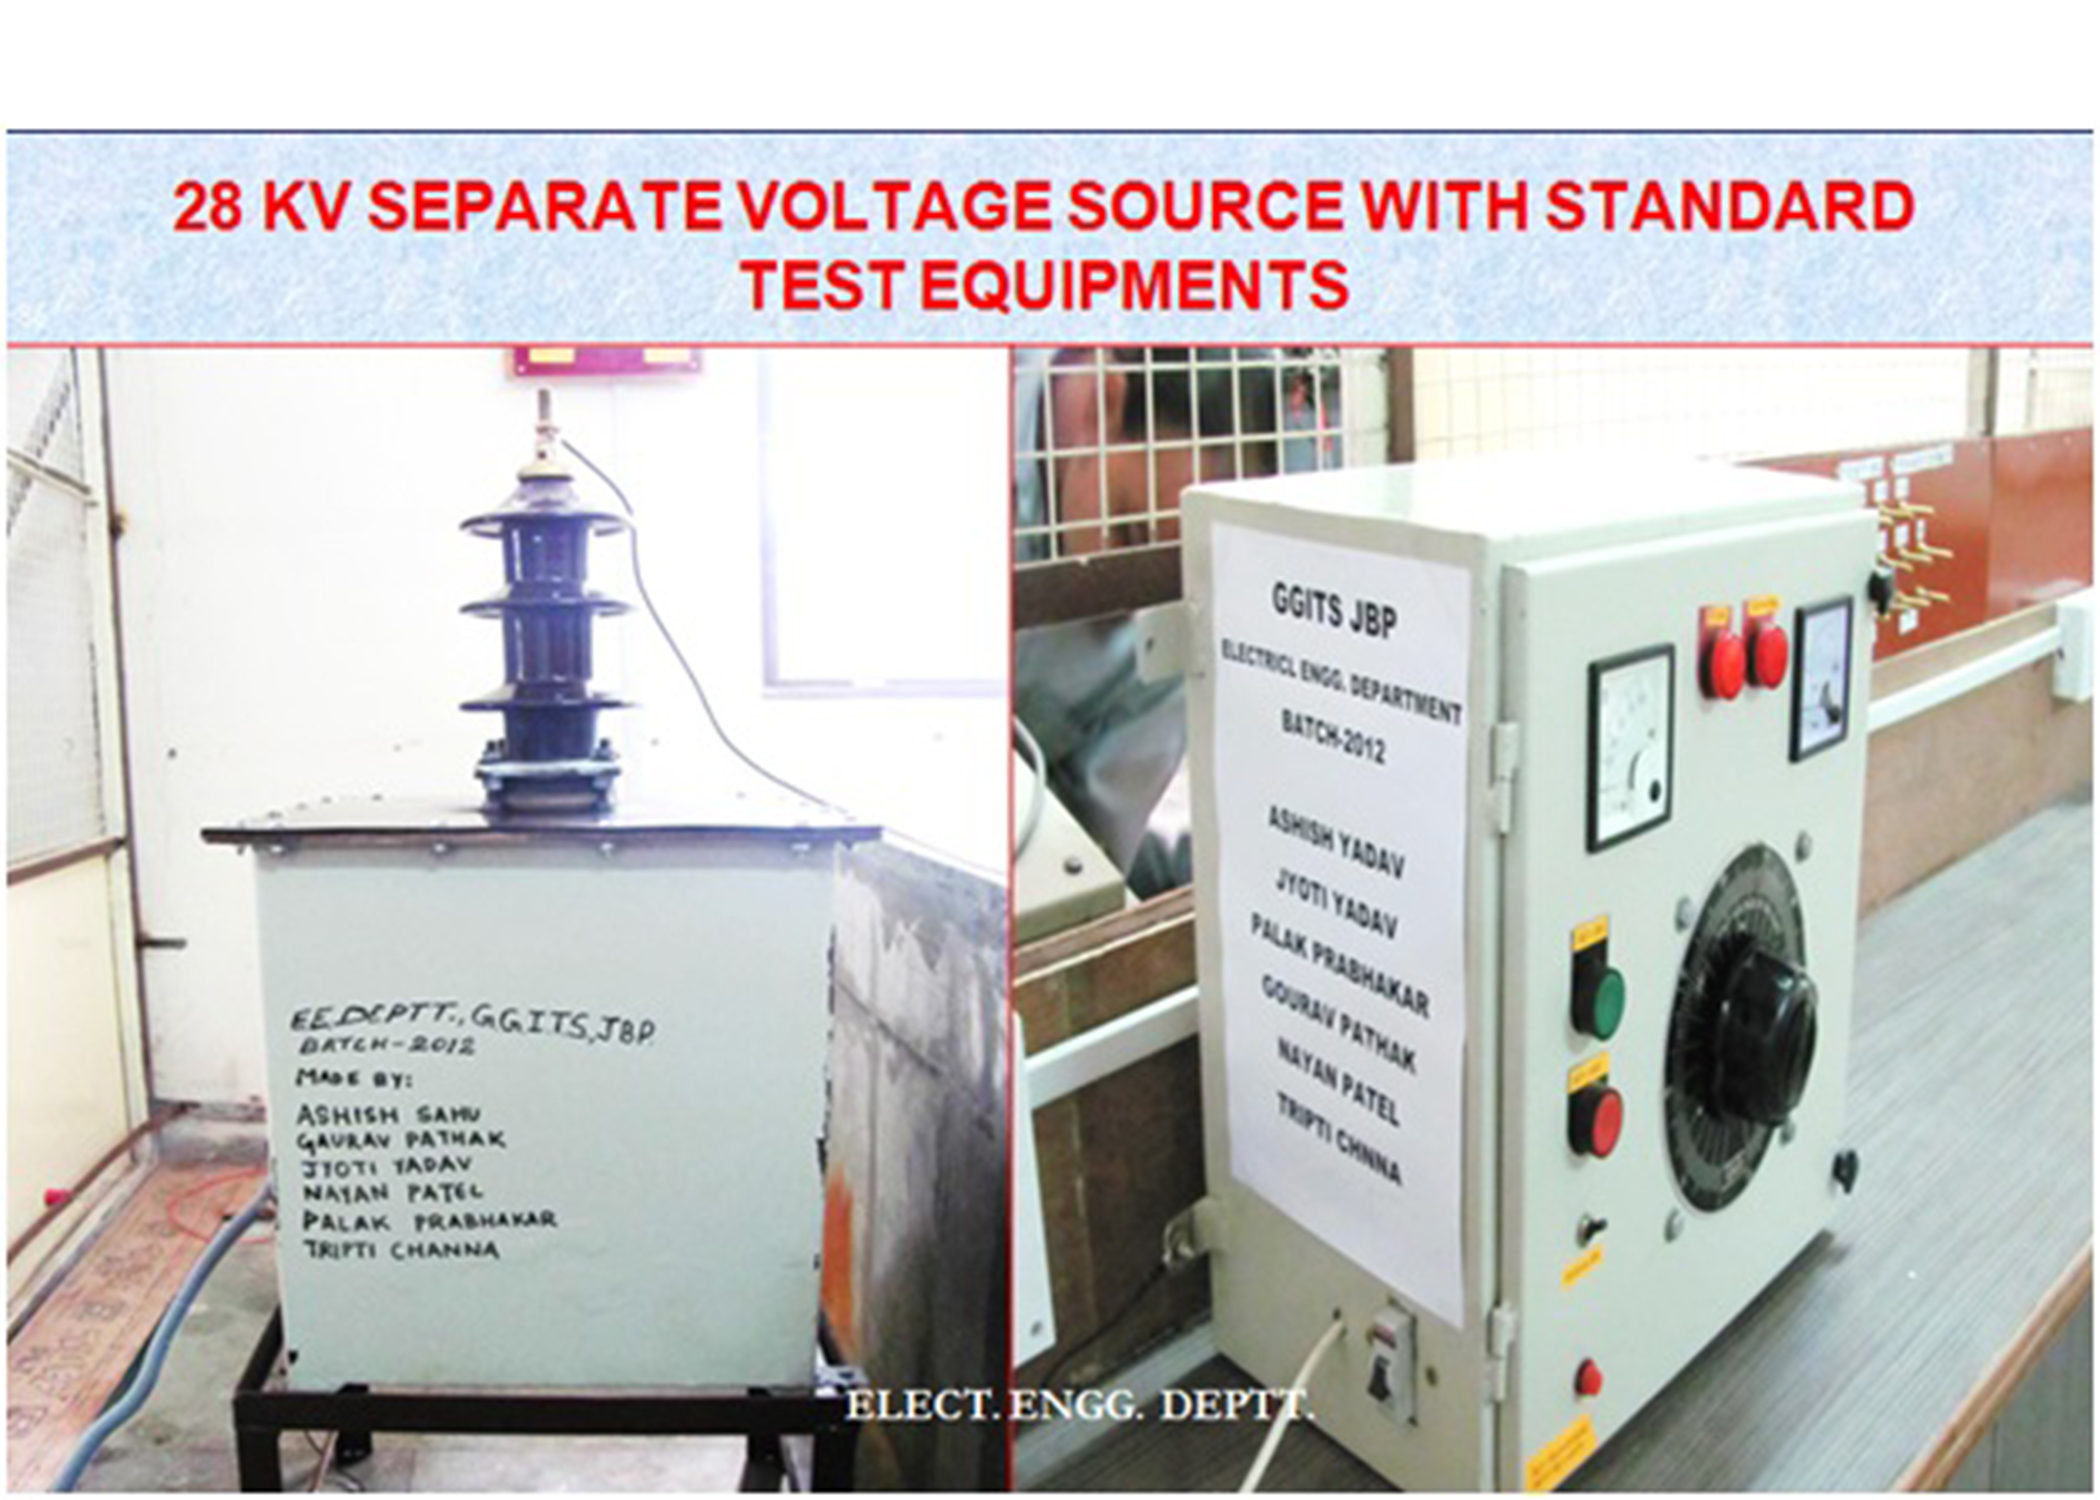 28 KV SEPARATE VOLTAGE SOURCE WITH STANDARD
TEST EQUIPMENTS
EE.DEPTT., GGITS, JBP.
BATCH-2012
MADE BY:
ASHISH SAHU
GAURAV PATHAK
JYOTI YADAV
NAYAN PATEL
PALAK PRABHAKAR
TRIPTI CHANNA
GGITS JBP
ELECTRICL ENGG. DEPARTMENT
BATCH-2012
ASHISH YADAV
JYOTI YADAV
PALAK PRABHAKAR
GOURAV PATHAK
NAYAN PATEL
TRIPTI CHNNA
ELECT. ENGG. DEPTT.